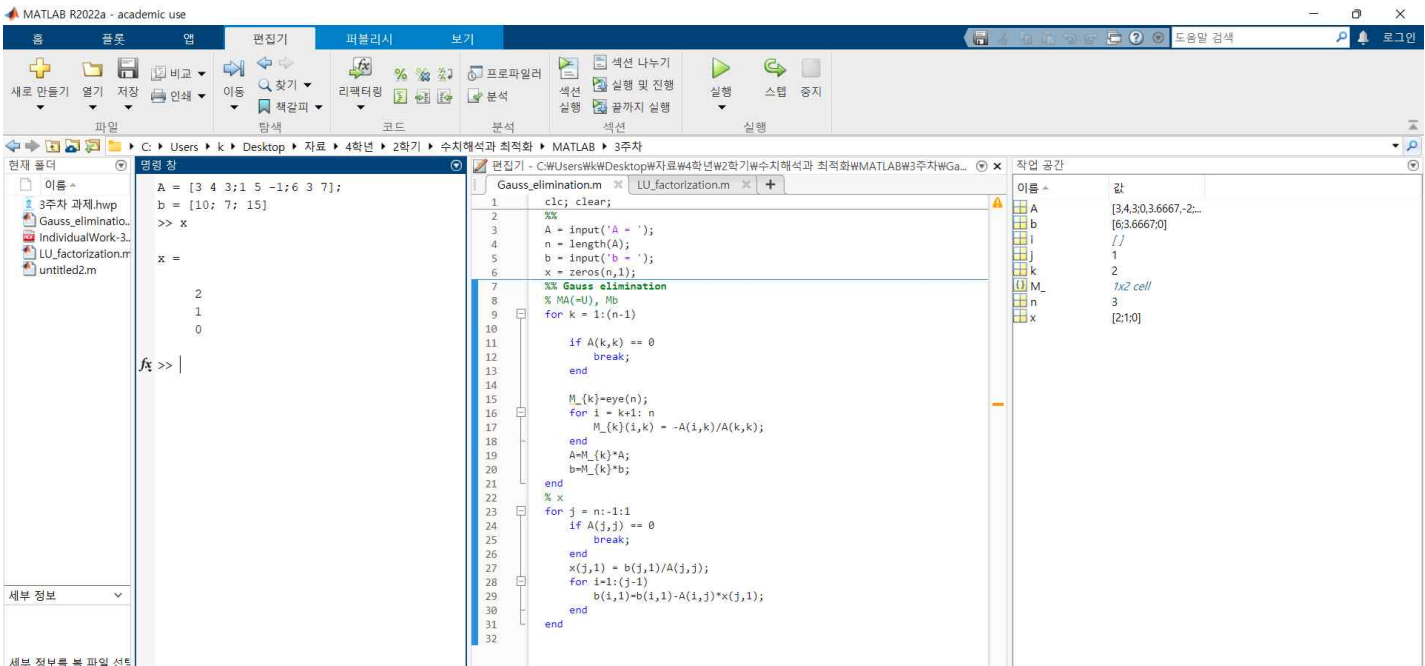 MATLAB R2022a - academic use
홈 플롯 앱 편집기 퍼블리시 보기 도움말 검색 로그인
새로 만들기 열기 저장 비교 인쇄 이동 찾기 책갈피 리팩터링 프로파일러 분석 섹션 실행 섹션 나누기 실행 및 진행 끝까지 실행 실행 스텝 중지
파일 탐색 코드 분석 섹션 실행
C: ▸ Users ▸ k ▸ Desktop ▸ 자료 ▸ 4학년 ▸ 2학기 ▸ 수치해석과 최적화 ▸ MATLAB ▸ 3주차
현재 폴더
이름
3주차 과제.hwp
Gauss_eliminatio...
IndividualWork-3...
LU_factorization.m
untitled2.m
세부 정보
세부 정보를 볼 파일 선택
명령 창
A = [3 4 3;1 5 -1;6 3 7];
b = [10; 7; 15]
>> x
x =
2
1
0
fx >>
편집기 - C:₩Users₩k₩Desktop₩자료₩4학년₩2학기₩수치해석과 최적화₩MATLAB₩3주차₩Ga...
Gauss_elimination.m LU_factorization.m +
1 clc; clear;
2 %%
3 A = input('A = ');
4 n = length(A);
5 b = input('b = ');
6 x = zeros(n,1);
7 %% Gauss elimination
8 % MA(=U), Mb
9 for k = 1:(n-1)
10
11 if A(k,k) == 0
12 break;
13 end
14
15 M_{k}=eye(n);
16 for i = k+1: n
17 M_{k}(i,k) = -A(i,k)/A(k,k);
18 end
19 A=M_{k}*A;
20 b=M_{k}*b;
21 end
22 % x
23 for j = n:-1:1
24 if A(j,j) == 0
25 break;
26 end
27 x(j,1) = b(j,1)/A(j,j);
28 for i=1:(j-1)
29 b(i,1)=b(i,1)-A(i,j)*x(j,1);
30 end
31 end
32
작업 공간
이름 값
A [3,4,3;0,3.6667,-2;...
b [6;3.6667;0]
i []
j 1
k 2
M_ 1x2 cell
n 3
x [2;1;0]